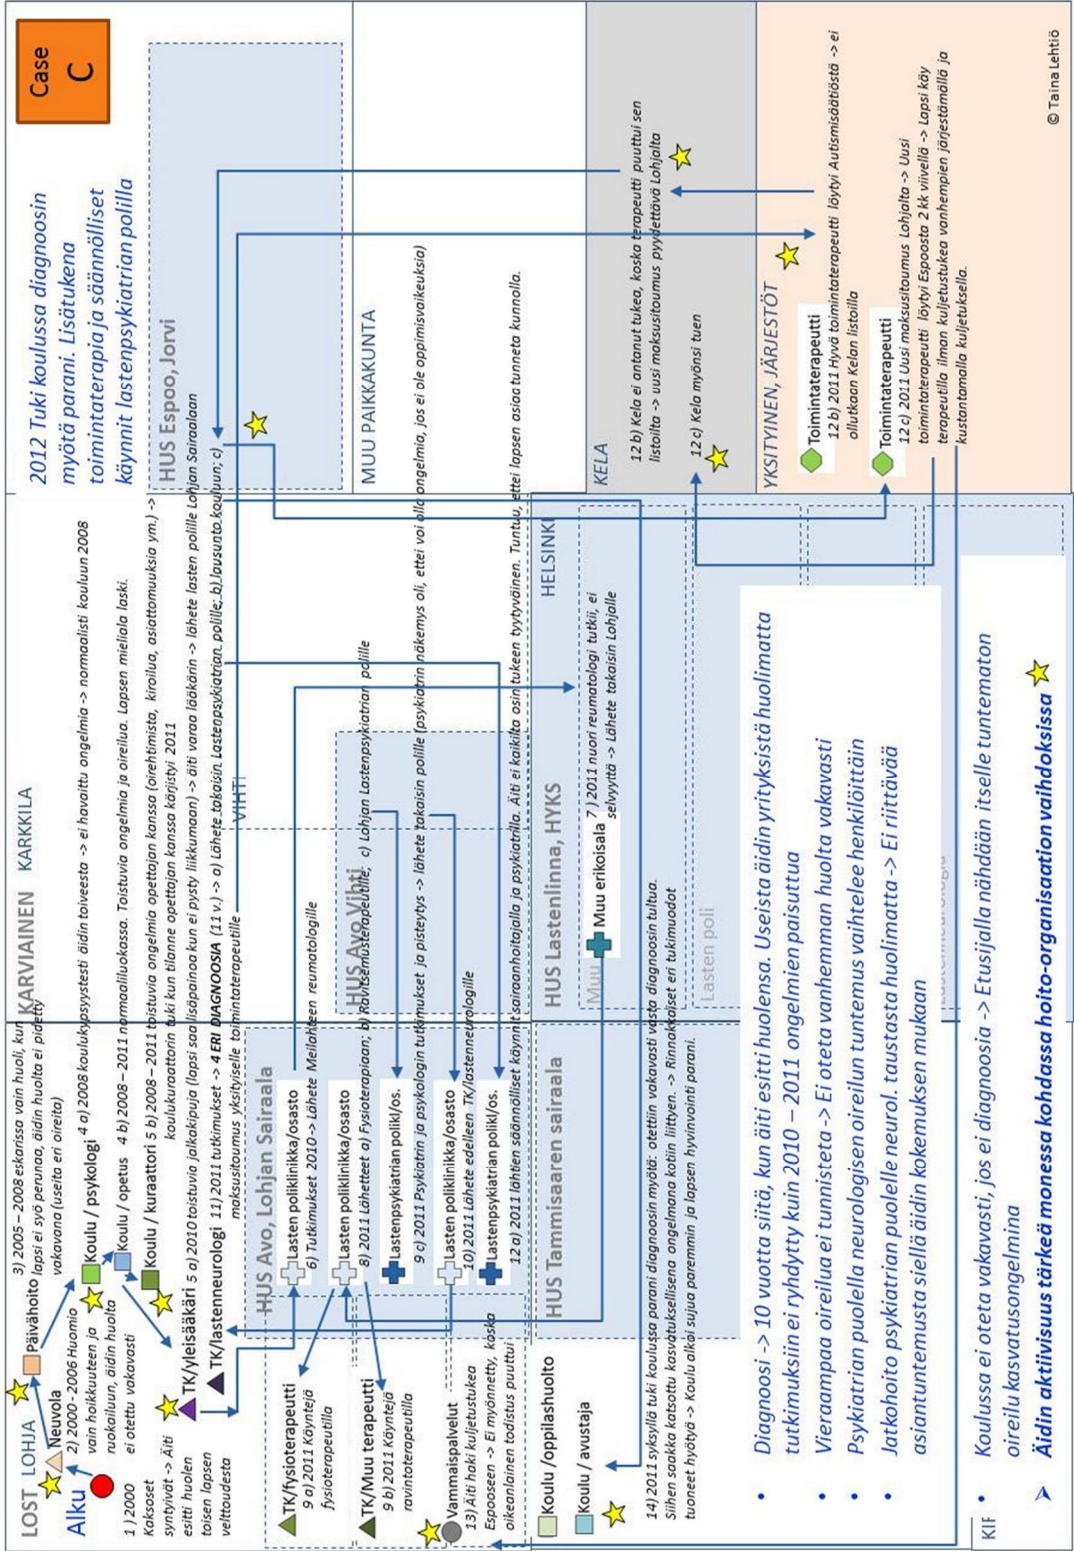 Case
C
2012 Tuki koulussa diagnoosin
myötä parani. Lisätukena
toimintaterapia ja säännölliset
käynnit lastenpsykiatrian polilla
LOST LOHJA
Alku
1) 2000
Kaksoset
syntyivät -> Äiti
esitti huolen
toisen lapsen
velttoudesta
Neuvola
2) 2000 - 2006 Huomio
vain hoikkuuteen ja
ruokailuun, äidin huolta
ei otettu vakavasti
Päivähoito
3) 2005 – 2008 eskarissa vain huoli, kun
lapsi ei syö perunaa, äidin huolta ei pidetty
vakavana (useita eri oireita)
KARVIAINEN KARKKILA
Koulu / psykologi
4 a) 2008 koulukypsyystesti äidin toiveesta -> ei havaittu ongelmia -> normaalisti kouluun 2008
Koulu / opetus
4 b) 2008 – 2011 normaaliluokassa. Toistuvia ongelmia ja oireilua. Lapsen mieliala laski.
Koulu / kuraattori
5 b) 2008 – 2011 toistuvia ongelmia opettajan kanssa (oirehtimista, kiroilua, asiattomuuksia ym.) ->
koulukuraattorin tuki kun tilanne opettajan kanssa kärjistyi 2011
TK/yleisääkäri
5 a) 2010 toistuvia jalkakipuja (lapsi saa lisäpainoa kun ei pysty liikkumaan) -> äiti varaa lääkärin -> lähete lasten polille Lohjan Sairaalaan
TK/lastenneurologi
11) 2011 tutkimukset -> 4 ERI DIAGNOOSIA (11 v.) -> a) Lähete takaisin Lastenpsykiatrian polille; b) lausunto kouluun; c)
maksusitoumus yksityiselle toimintaterapeutille
VIHTI
HUS Avo, Lohjan Sairaala
HUS Avo Vihti
Lasten poliklinikka/osasto
6) Tutkimukset 2010 -> Lähete Meilahteen reumatologille
Lasten poliklinikka/osasto
8) 2011 Lähetteet a) Fysioterapiaan; b) Ravitsemusterapeutille; c) Lohjan Lastenpsykiatrian polille
Lastenpsykiatrian polikl/os.
9 c) 2011 Psykiatrin ja psykologin tutkimukset ja pisteytys -> lähete takaisin polille (psykiatrin näkemys oli, ettei voi olla ongelmia, jos ei ole oppimisvaikeuksia)
Lasten poliklinikka/osasto
10) 2011 Lähete edelleen TK/lastenneurologille
Lastenpsykiatrian polikl/os.
12 a) 2011 lähtien säännölliset käynnit sairaanhoitajalla ja psykiatrilla. Äiti ei kaikilta osin tukeen tyytyväinen. Tuntuu, ettei lapsen asiaa tunneta kunnolla.
TK/fysioterapeutti
9 a) 2011 Käyntejä
fysioterapeutilla
TK/Muu terapeutti
9 b) 2011 Käyntejä
ravintoterapeutilla
Vammaispalvelut
13) Äiti haki kuljetustukea
Espooseen -> Ei myönnetty, koska
oikeanlainen todistus puuttui
HUS Espoo, Jorvi
MUU PAIKKAKUNTA
KELA
12 b) Kela ei antanut tukea, koska terapeutti puuttui sen
listoilta -> uusi maksusitoumus pyydettävä Lohjalta
12 c) Kela myönsi tuen
YKSITYINEN, JÄRJESTÖT
Toimintaterapeutti
12 b) 2011 Hyvä toimintaterapeutti löytyi Autismisäätiöstä -> ei
ollutkaan Kelan listoilla
Toimintaterapeutti
12 c) 2011 Uusi maksusitoumus Lohjalta -> Uusi
toimintaterapeutti löytyi Espoosta 2 kk viivellä -> Lapsi käy
terapeutilla ilman kuljetustukea vanhempien järjestämällä ja
kustantamalla kuljetuksella.
© Taina Lehtiö
HUS Tammisaaren sairaala
HUS Lastenlinna, HYKS
HELSINKI
Muu
Muu erikoisala
7) 2011 nuori reumatologi tutkii, ei
selvyyttä -> Lähete takaisin Lohjalle
Lasten poli
Lastenneurologia
Koulu /oppilashuolto
Koulu / avustaja
14) 2011 syksyllä tuki koulussa parani diagnoosin myötä: otettiin vakavasti vasta diagnoosin tultua.
Siihen saakka katsottu kasvatuksellisena ongelmana kotiin liittyen. -> Rinnakkaiset eri tukimuodot
tuoneet hyötyä -> Koulu alkoi sujua paremmin ja lapsen hyvinvointi parani.
• Diagnoosi -> 10 vuotta siitä, kun äiti esitti huolensa. Useista äidin yrityksistä huolimatta
tutkimuksiin ei ryhdytty kuin 2010 – 2011 ongelmien paisuttua
• Vieraampaa oireilua ei tunnisteta -> Ei oteta vanhemman huolta vakavasti
• Psykiatrian puolella neurologisen oireilun tuntemus vaihtelee henkilöittäin
• Jatkohoito psykiatrian puolelle neurol. taustasta huolimatta -> Ei riittävää
asiantuntemusta siellä äidin kokemuksen mukaan
KIF
• Koulussa ei oteta vakavasti, jos ei diagnoosia -> Etusijalla nähdään itselle tuntematon
oireilu kasvatusongelmina
➢ Äidin aktiivisuus tärkeä monessa kohdassa hoito-organisaation vaihdoksissa